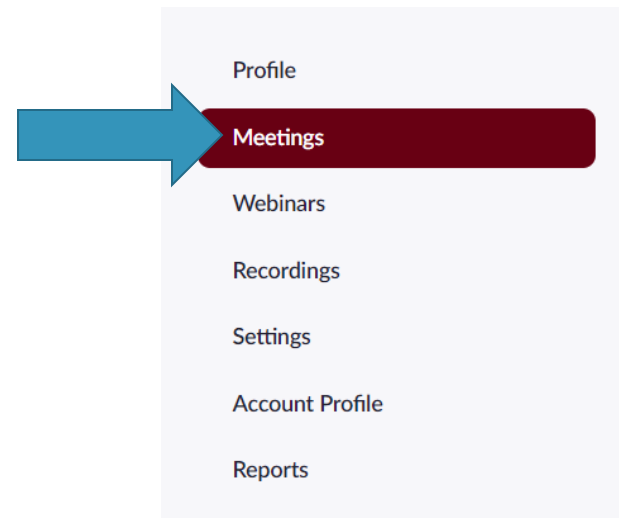 Profile
Meetings
Webinars
Recordings
Settings
Account Profile
Reports